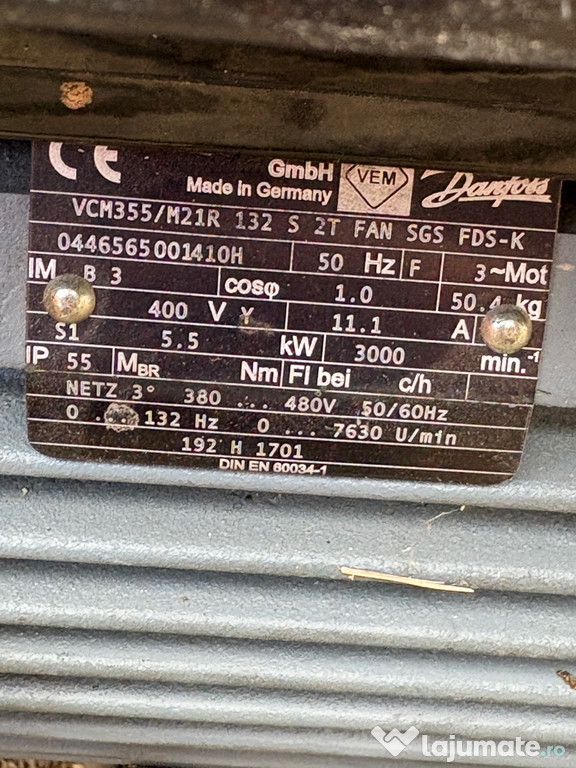 CE GmbH VEM Danfoss
Made in Germany
VCM355/M21R 132 S 2T FAN SGS FDS-K
0446565001410H 50 Hz F 3~Mot
IM B 3 cosφ 1.0 50.4 kg
400 V Y 11.1 A
S1 5.5 kW 3000 min.-1
IP 55 MBR Nm Fl bei c/h
NETZ 3° 380 ... 480V 50/60Hz
0 ... 132 Hz 0 ... 7630 U/min
192 H 1701
DIN EN 60034-1
lajumate.ro